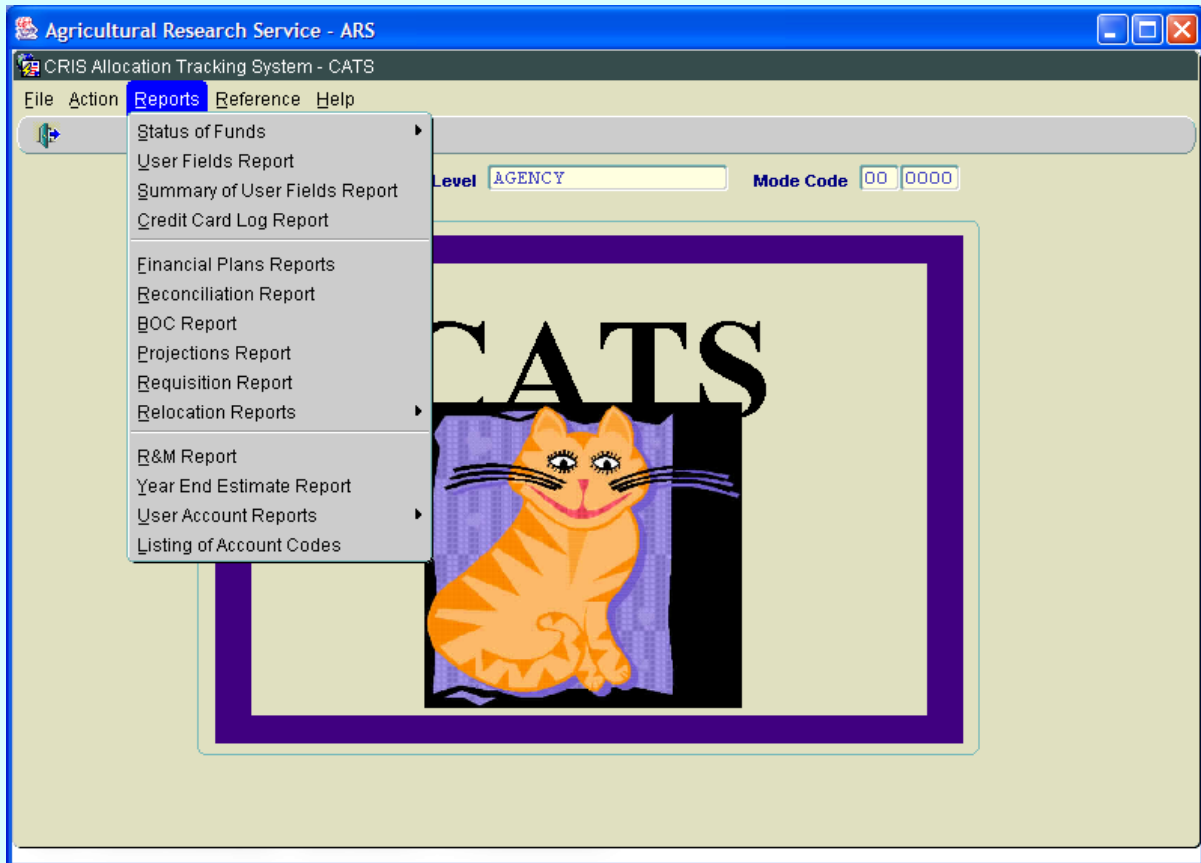 Agricultural Research Service - ARS
CRIS Allocation Tracking System - CATS
File Action Reports Reference Help
Status of Funds
User Fields Report
Level AGENCY Mode Code 00 0000
Summary of User Fields Report
Credit Card Log Report
Financial Plans Reports
Reconciliation Report
BOC Report
Projections Report
Requisition Report
Relocation Reports
R&M Report
Year End Estimate Report
User Account Reports
Listing of Account Codes
CATS